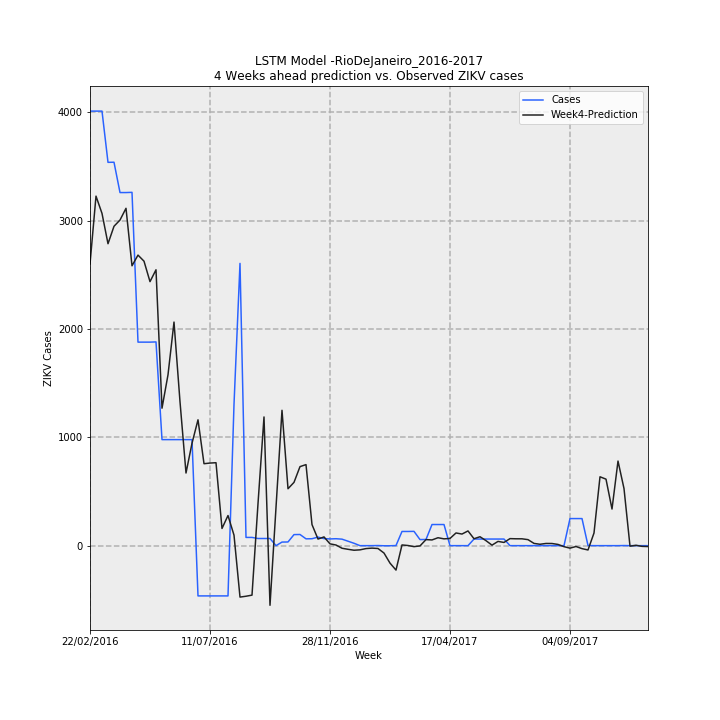 LSTM Model -RioDeJaneiro_2016-2017
4 Weeks ahead prediction vs. Observed ZIKV cases
Cases
Week4-Prediction
ZIKV Cases
4000
3000
2000
1000
0
22/02/2016
11/07/2016
28/11/2016
17/04/2017
04/09/2017
Week